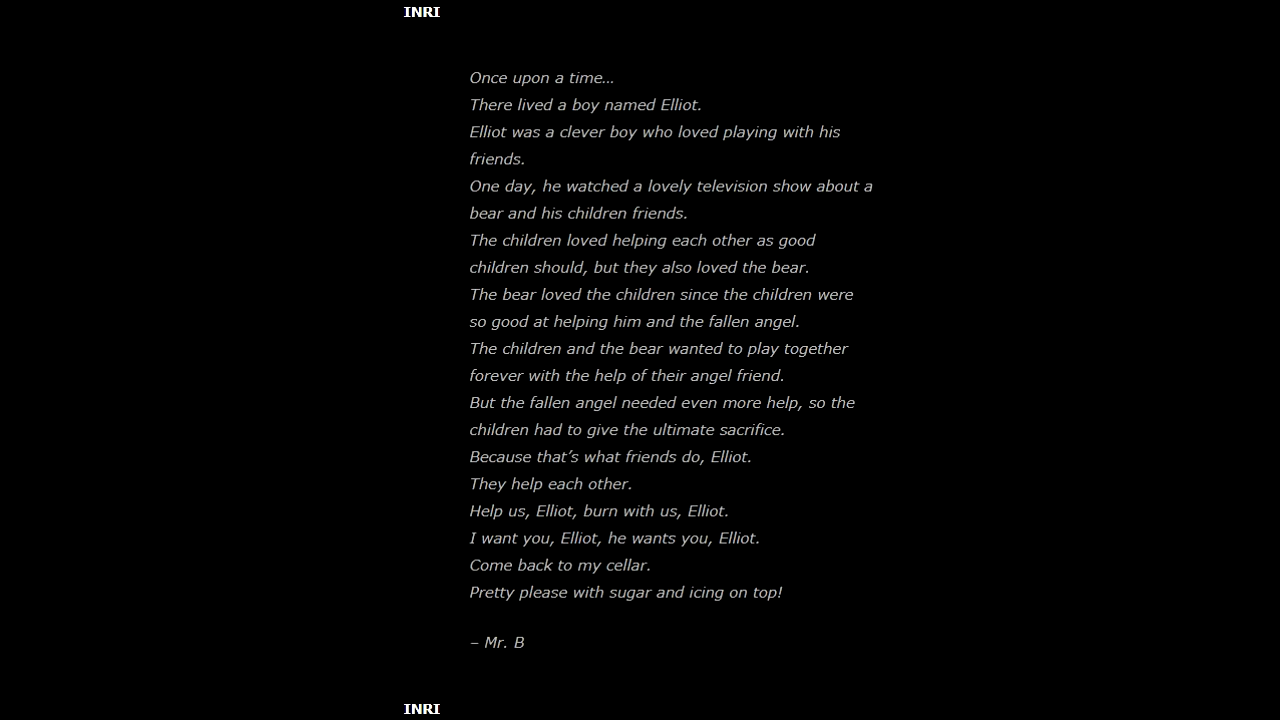 INRI
Once upon a time...
There lived a boy named Elliot.
Elliot was a clever boy who loved playing with his
friends.
One day, he watched a lovely television show about a
bear and his children friends.
The children loved helping each other as good
children should, but they also loved the bear.
The bear loved the children since the children were
so good at helping him and the fallen angel.
The children and the bear wanted to play together
forever with the help of their angel friend.
But the fallen angel needed even more help, so the
children had to give the ultimate sacrifice.
Because that’s what friends do, Elliot.
They help each other.
Help us, Elliot, burn with us, Elliot.
I want you, Elliot, he wants you, Elliot.
Come back to my cellar.
Pretty please with sugar and icing on top!
– Mr. B
INRI